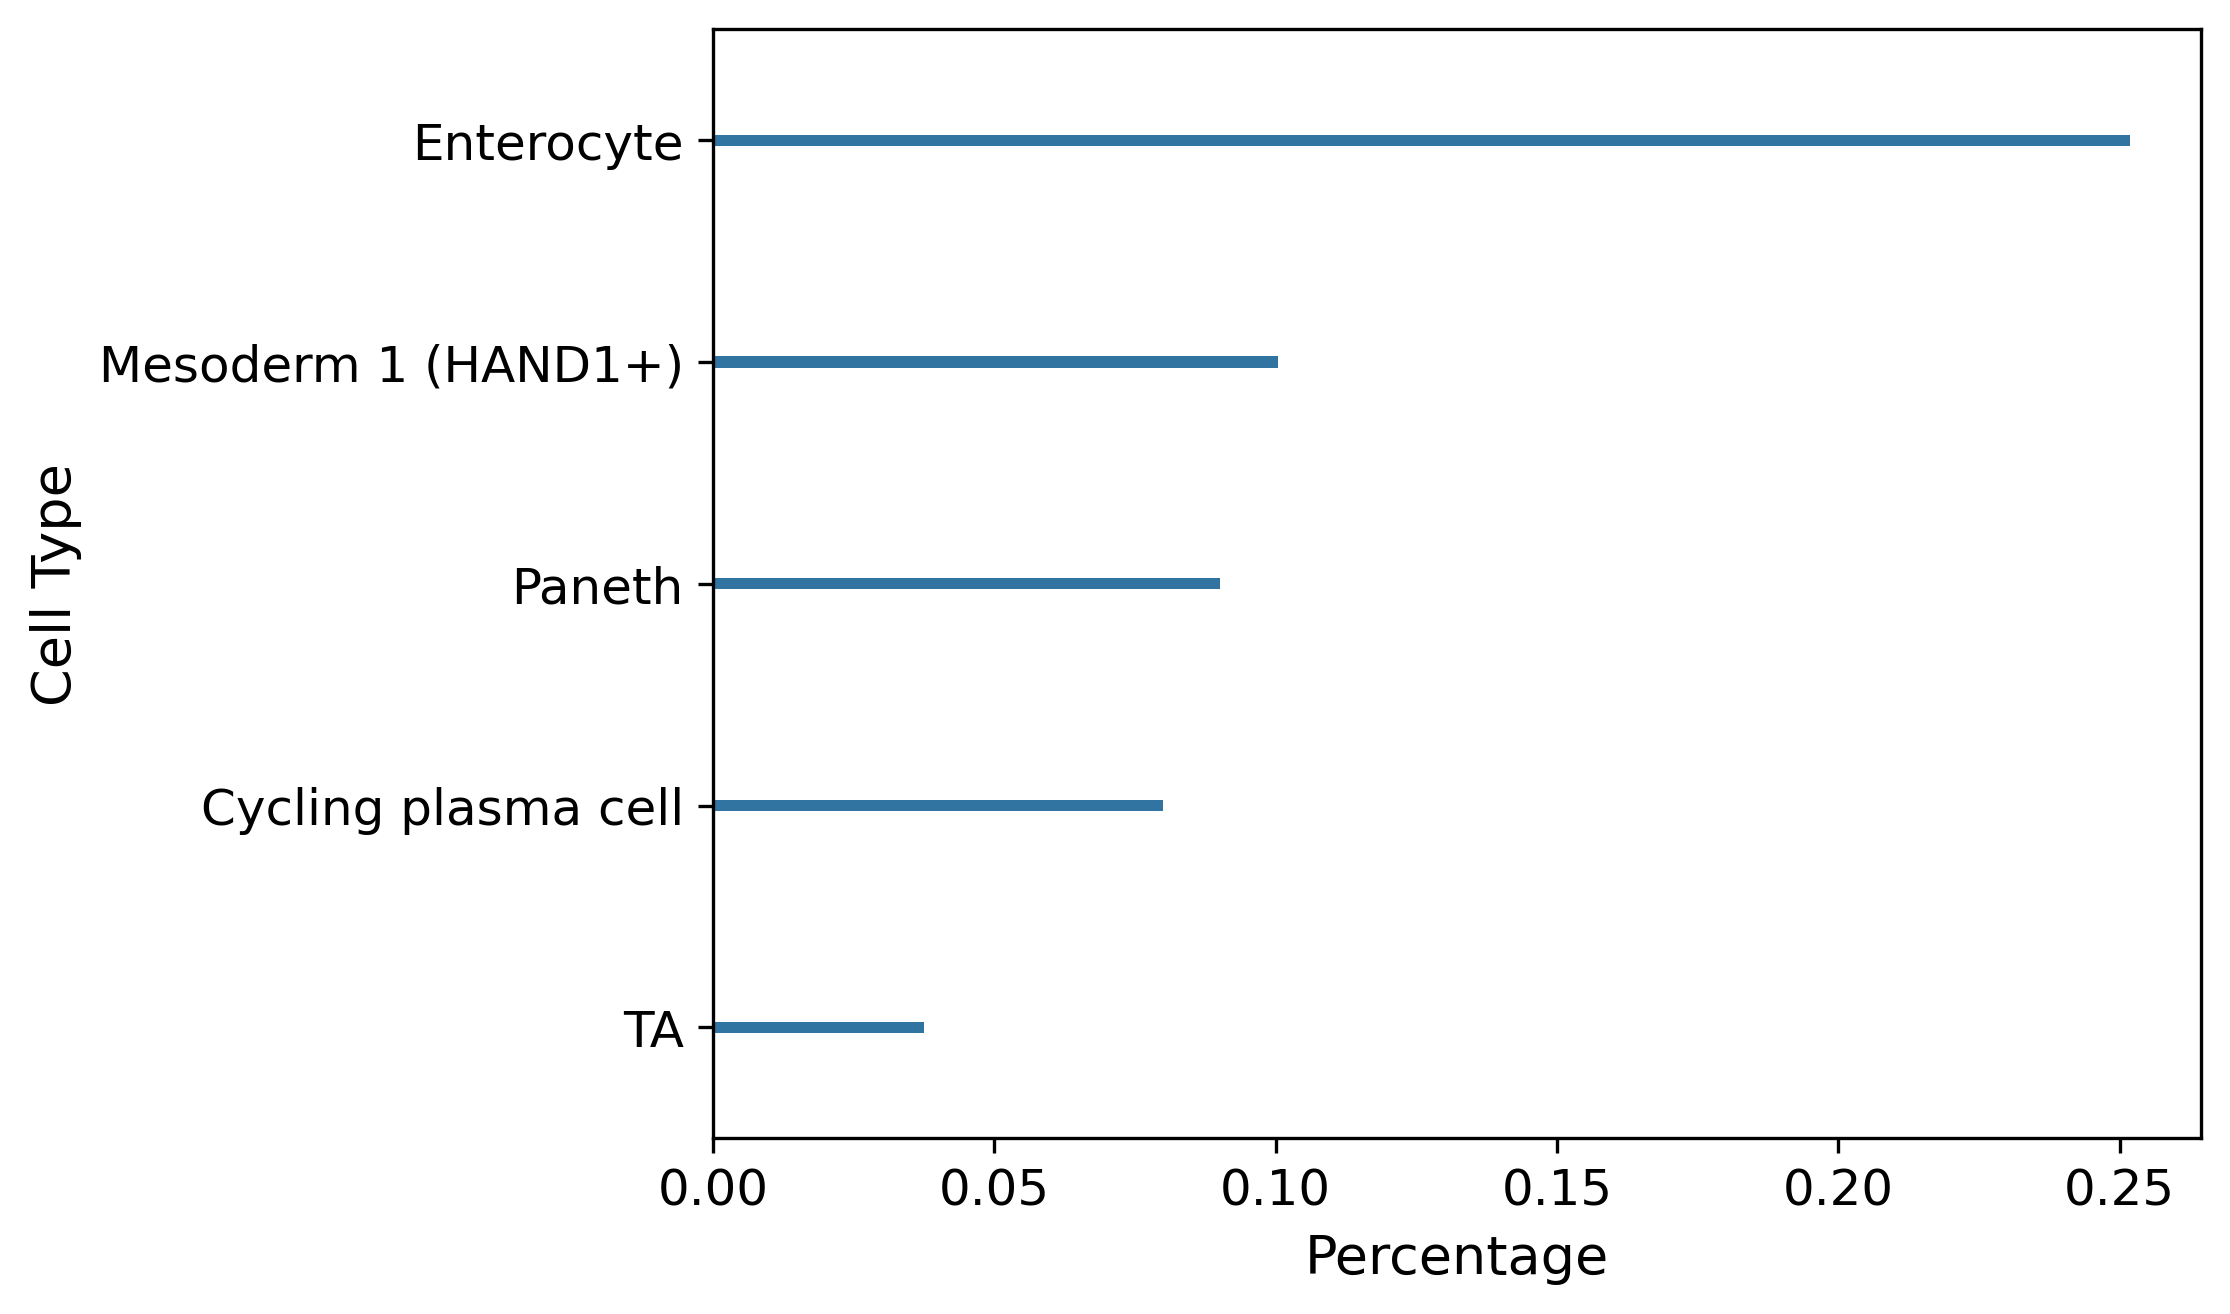 Enterocyte
Mesoderm 1 (HAND1+)
Paneth
Cycling plasma cell
TA
Cell Type
0.00 0.05 0.10 0.15 0.20 0.25
Percentage